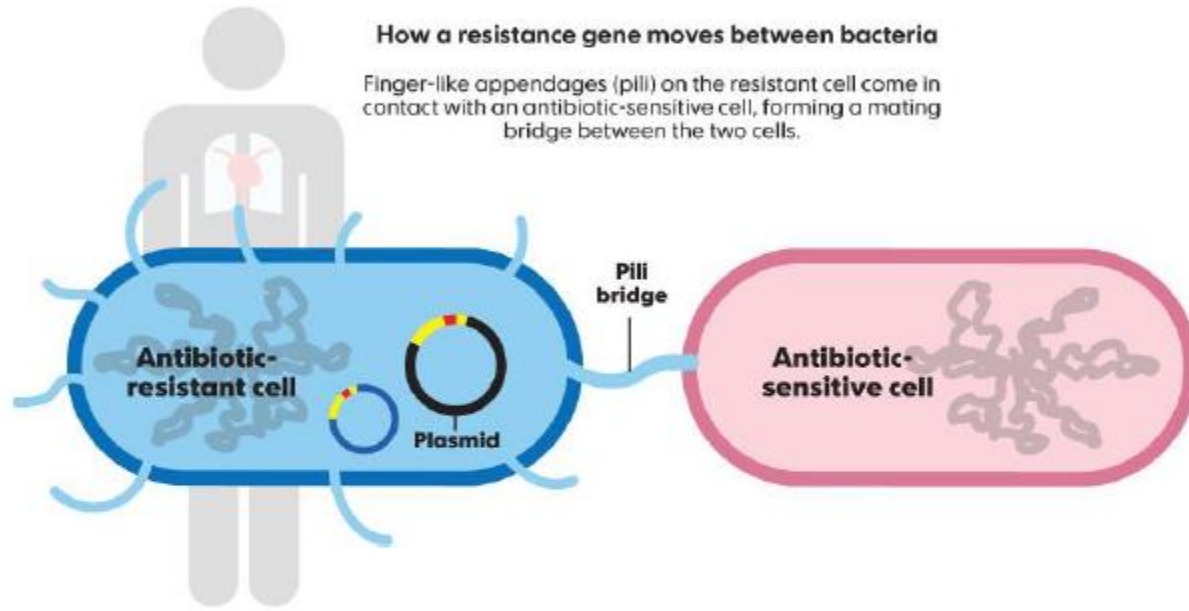 How a resistance gene moves between bacteria
Finger-like appendages (pili) on the resistant cell come in
contact with an antibiotic-sensitive cell, forming a mating
bridge between the two cells.
Pili
bridge
Antibiotic-
resistant cell
Plasmid
Antibiotic-
sensitive cell